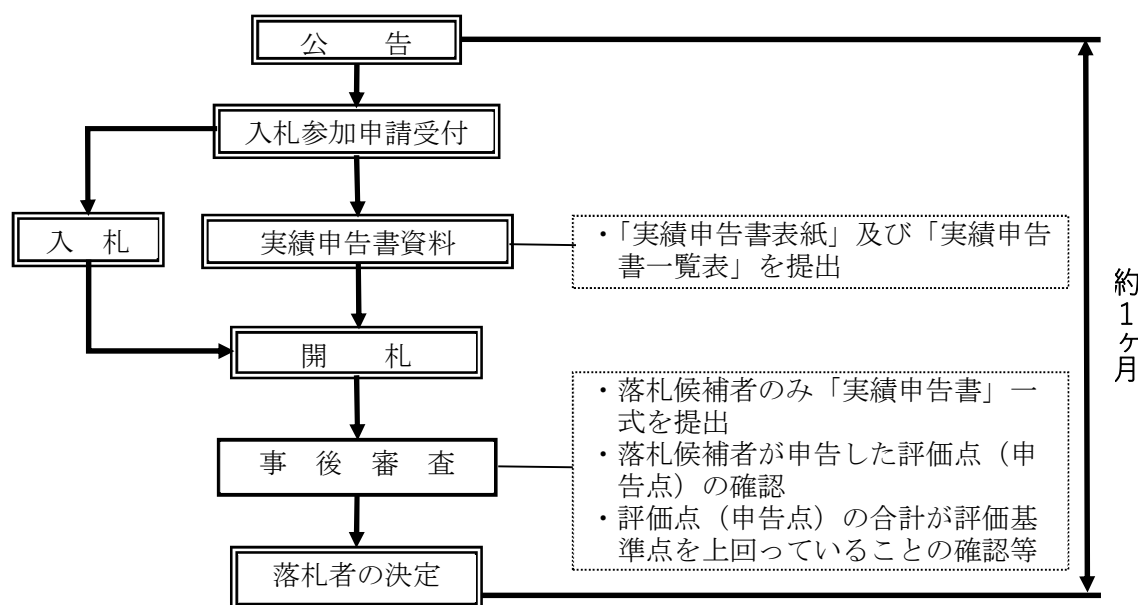 公　告
入札参加申請受付
入　札
実績申告書資料
・「実績申告書表紙」及び「実績申告
書一覧表」を提出
開　札
・落札候補者のみ「実績申告書」一
式を提出
・落札候補者が申告した評価点（申
告点）の確認
・評価点（申告点）の合計が評価基
準点を上回っていることの確認等
事　後　審　査
落札者の決定
約１ヶ月